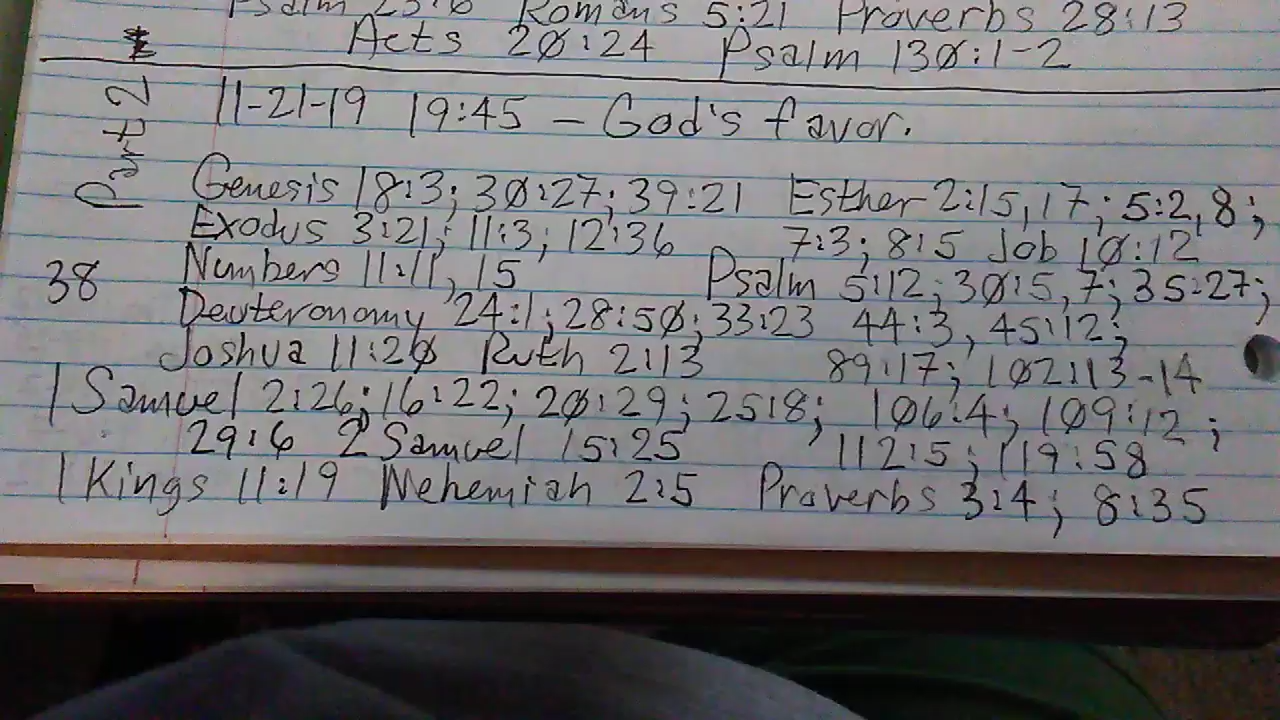 Psalm 23:6 Romans 5:21 Proverbs 28:13
* Acts 20:24 Psalm 130:1-2
Part 2
11-21-19 19:45 - God's favor.
Genesis 18:3; 30:27; 39:21 Esther 2:15,17; 5:2,8;
Exodus 3:21; 11:3; 12:36 7:3; 8:5 Job 10:12
38 Numbers 11:11, 15 Psalm 5:12; 30:5,7; 35:27;
Deuteronomy 24:1; 28:50; 33:23 44:3, 45:12;
Joshua 11:20 Ruth 2:13 89:17; 102:13-14
1 Samuel 2:26; 16:22; 20:29; 25:8; 106:4; 109:12;
29:6 2 Samuel 15:25 112:5; 119:58
1 Kings 11:19 Nehemiah 2:5 Proverbs 3:4; 8:35